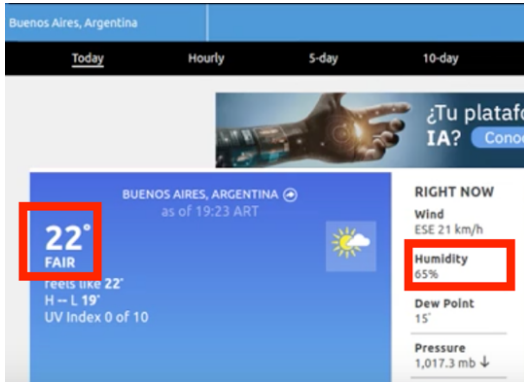 Buenos Aires, Argentina
Today Hourly 5-day 10-day
¿Tu plataf
IA? Cono
BUENOS AIRES, ARGENTINA
as of 19:23 ART
22°
FAIR
feels like 22°
H -- L 19°
UV Index 0 of 10
RIGHT NOW
Wind
ESE 21 km/h
Humidity
65%
Dew Point
15°
Pressure
1,017.3 mb ↓